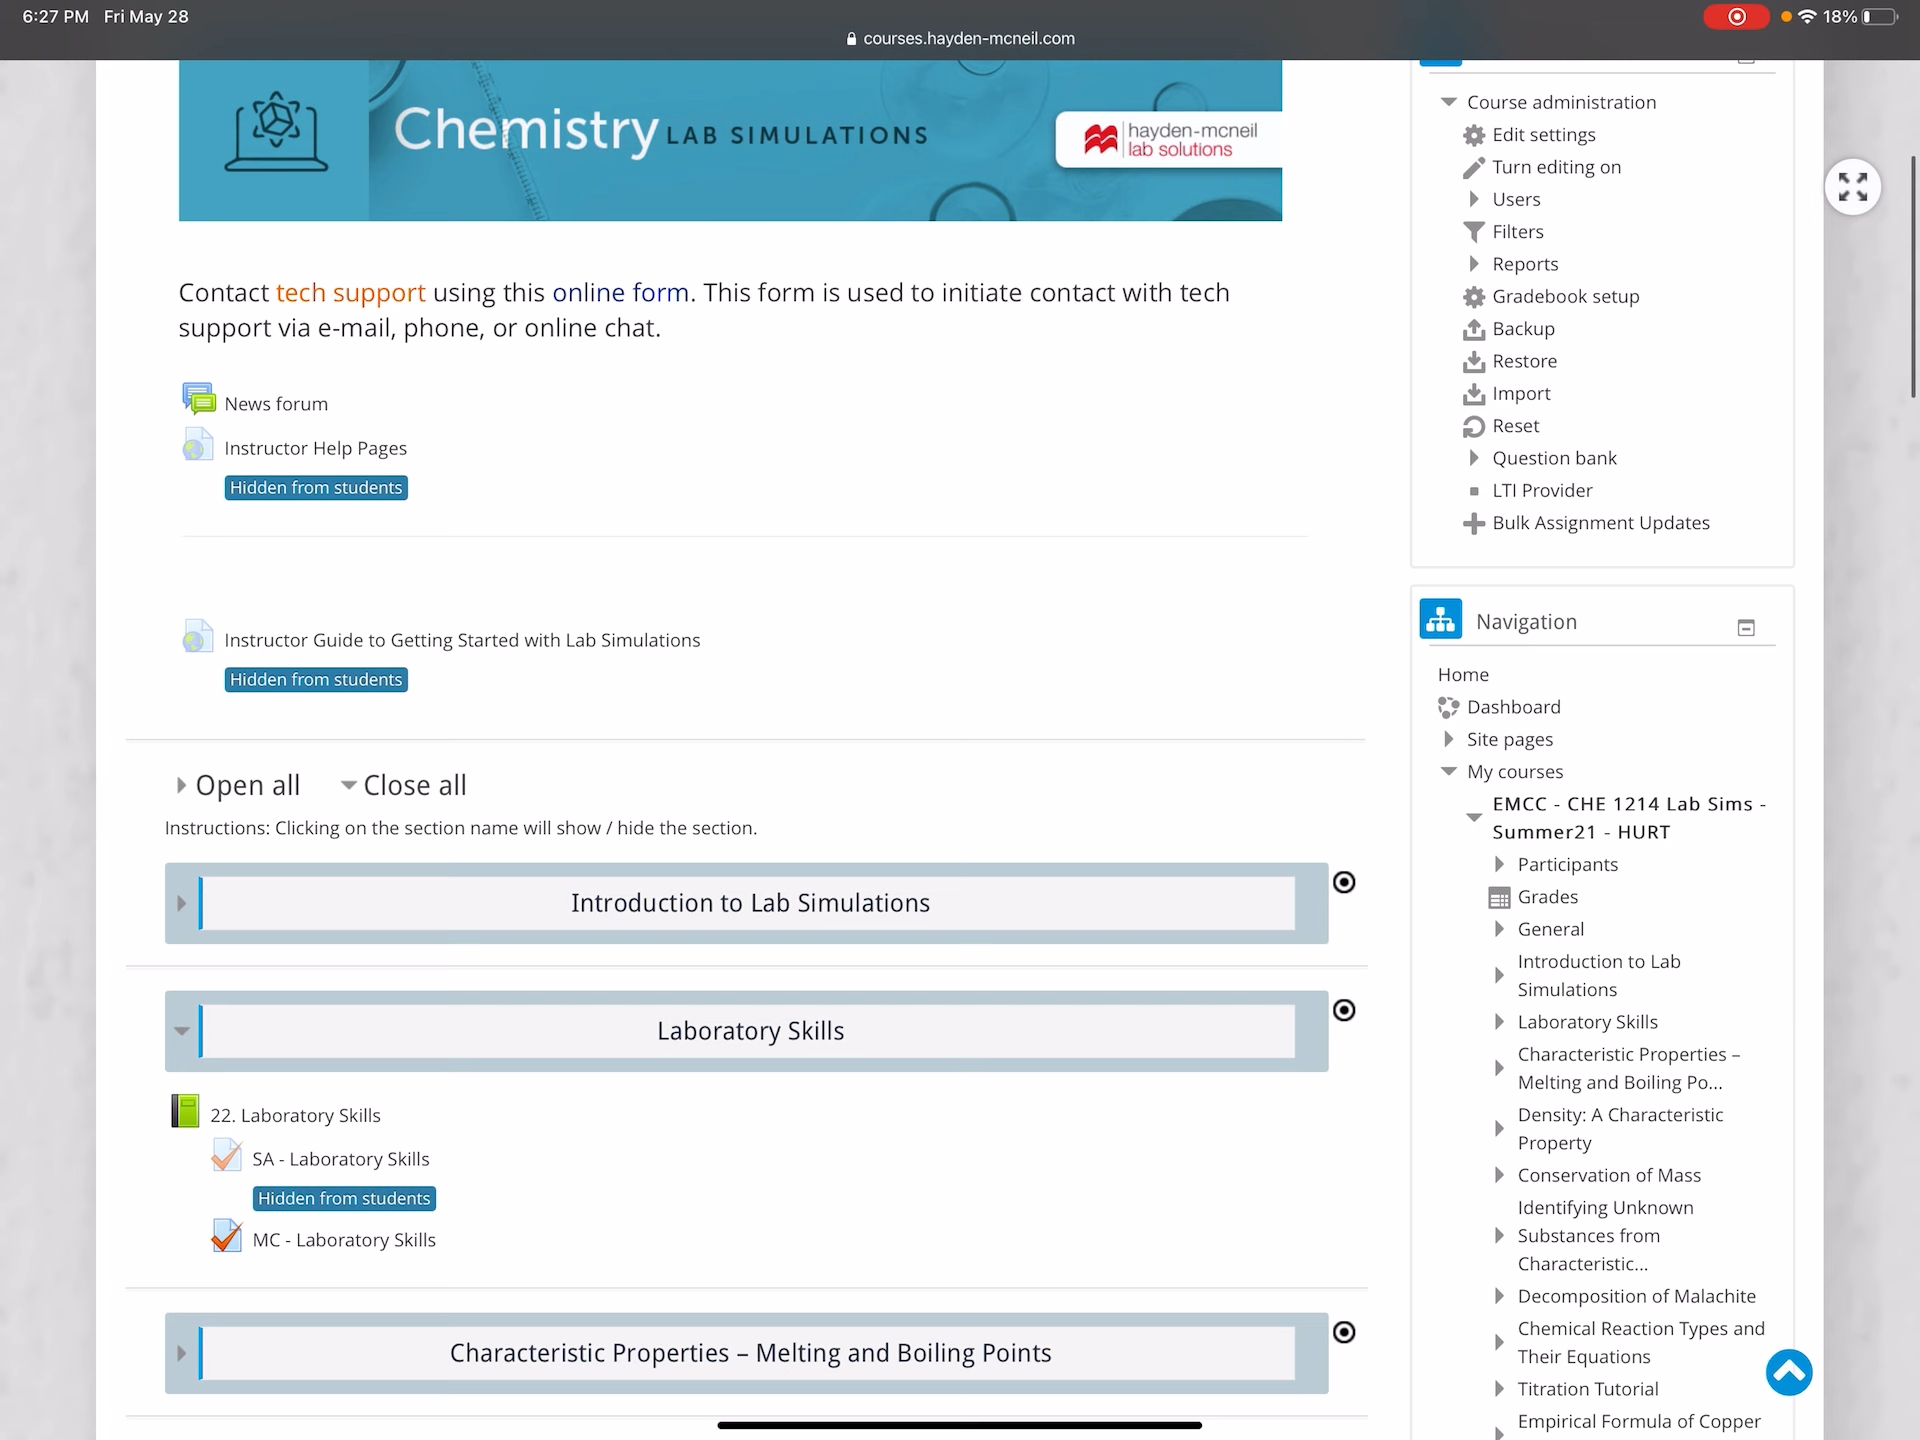 6:27 PM Fri May 28
18%
courses.hayden-mcneil.com
Chemistry LAB SIMULATIONS
hayden-mcneil
lab solutions
Contact tech support using this online form. This form is used to initiate contact with tech
support via e-mail, phone, or online chat.
News forum
Instructor Help Pages
Hidden from students
Instructor Guide to Getting Started with Lab Simulations
Hidden from students
Open all Close all
Instructions: Clicking on the section name will show / hide the section.
Introduction to Lab Simulations
Laboratory Skills
22. Laboratory Skills
SA - Laboratory Skills
Hidden from students
MC - Laboratory Skills
Characteristic Properties – Melting and Boiling Points
Course administration
Edit settings
Turn editing on
Users
Filters
Reports
Gradebook setup
Backup
Restore
Import
Reset
Question bank
LTI Provider
Bulk Assignment Updates
Navigation
Home
Dashboard
Site pages
My courses
EMCC - CHE 1214 Lab Sims -
Summer21 - HURT
Participants
Grades
General
Introduction to Lab
Simulations
Laboratory Skills
Characteristic Properties –
Melting and Boiling Po...
Density: A Characteristic
Property
Conservation of Mass
Identifying Unknown
Substances from
Characteristic...
Decomposition of Malachite
Chemical Reaction Types and
Their Equations
Titration Tutorial
Empirical Formula of Copper